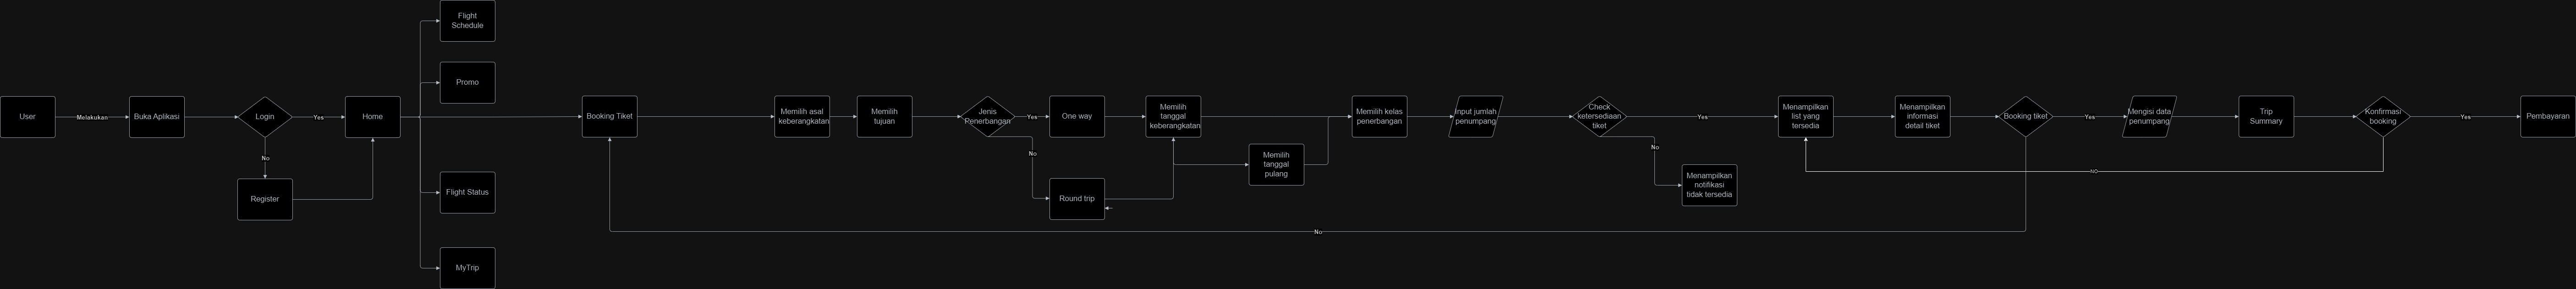 Flight
Schedule
Promo
User
Melakukan
Buka Aplikasi
Login
Yes
Home
No
Register
Flight Status
MyTrip
Booking Tiket
Memilih asal
keberangkatan
Memilih
tujuan
Jenis
Penerbangan
Yes
One way
No
Round trip
Memilih
tanggal
keberangkatan
Memilih
tanggal
pulang
Memilih kelas
penerbangan
Input jumlah
penumpang
Check
ketersediaan
tiket
Yes
No
Menampilkan
notifikasi
tidak tersedia
Menampilkan
list yang
tersedia
Menampilkan
informasi
detail tiket
Booking tiket
Yes
No
Mengisi data
penumpang
Trip
Summary
Konfirmasi
booking
Yes
NO
Pembayaran